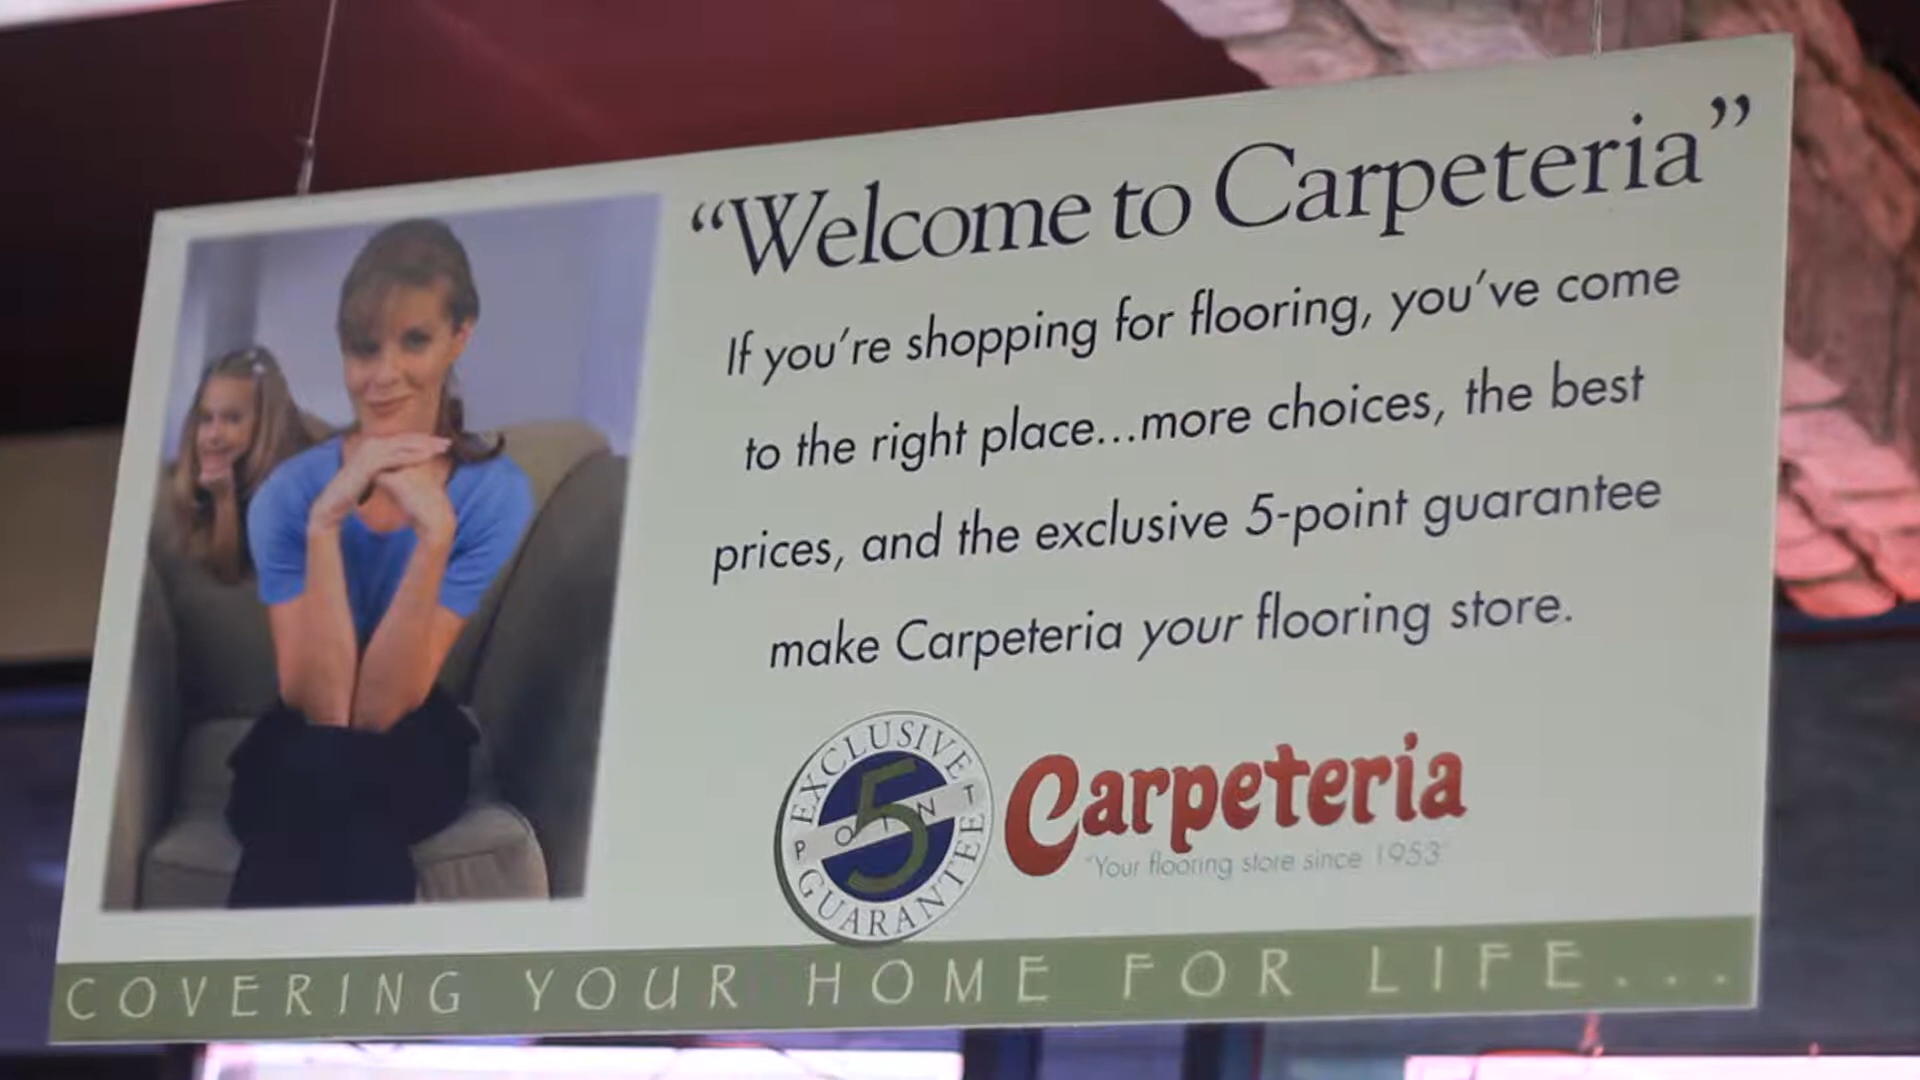 “Welcome to Carpeteria”
If you’re shopping for flooring, you’ve come
to the right place...more choices, the best
prices, and the exclusive 5-point guarantee
make Carpeteria your flooring store.
EXCLUSIVE
5
POINT
GUARANTEE
Carpeteria
“Your flooring store since 1953”
COVERING YOUR HOME FOR LIFE...